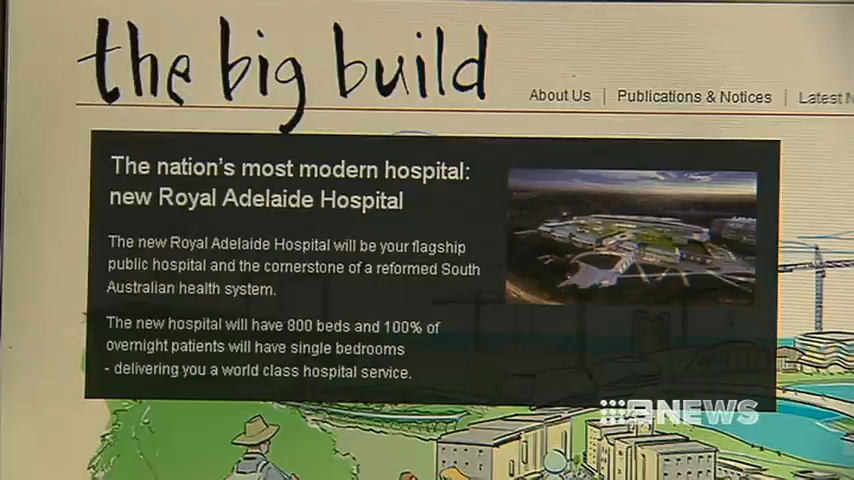 the big build
About Us | Publications & Notices | Latest N
The nation's most modern hospital:
new Royal Adelaide Hospital
The new Royal Adelaide Hospital will be your flagship
public hospital and the cornerstone of a reformed South
Australian health system.
The new hospital will have 800 beds and 100% of
overnight patients will have single bedrooms
- delivering you a world class hospital service.
9NEWS